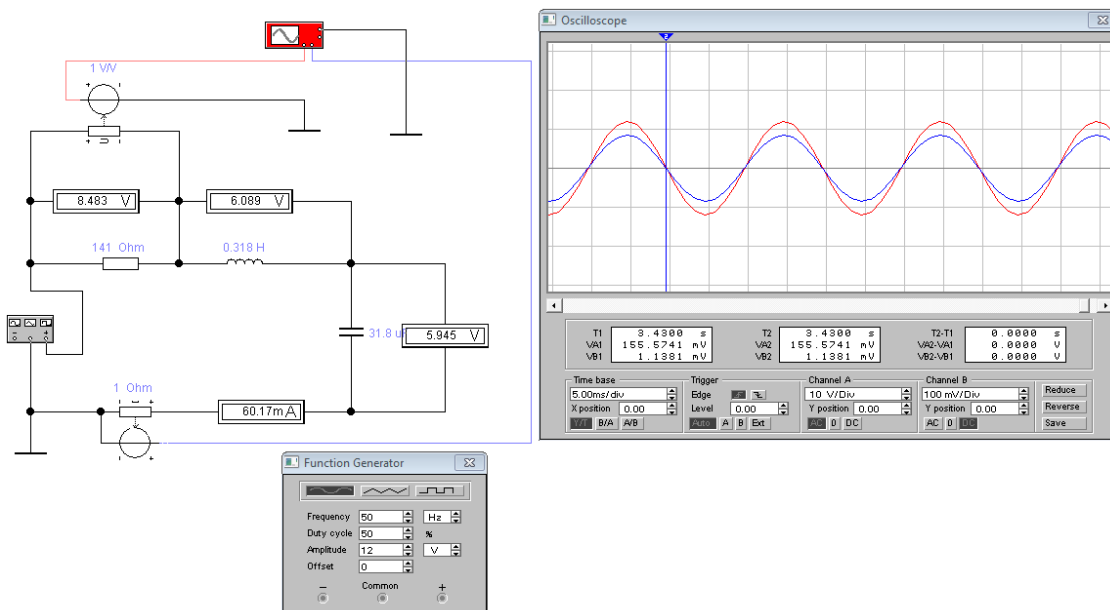 1 V/V
8.483 V
6.089 V
141 Ohm
0.318 H
31.8 u
5.945 V
1 Ohm
60.17m A
Oscilloscope
2
T1 3.4300 s
VA1 155.5741 mV
VB1 1.1381 mV
T2 3.4300 s
VA2 155.5741 mV
VB2 1.1381 mV
T2-T1 0.0000 s
VA2-VA1 0.0000 V
VB2-VB1 0.0000 V
Time base
5.00ms/div
X position 0.00
Y/T B/A A/B
Trigger
Edge
Level 0.00
Auto A B Ext
Channel A
10 V/Div
Y position 0.00
AC 0 DC
Channel B
100 mV/Div
Y position 0.00
AC 0 DC
Reduce
Reverse
Save
Function Generator
Frequency 50 Hz
Duty cycle 50 %
Amplitude 12 V
Offset 0
− Common +